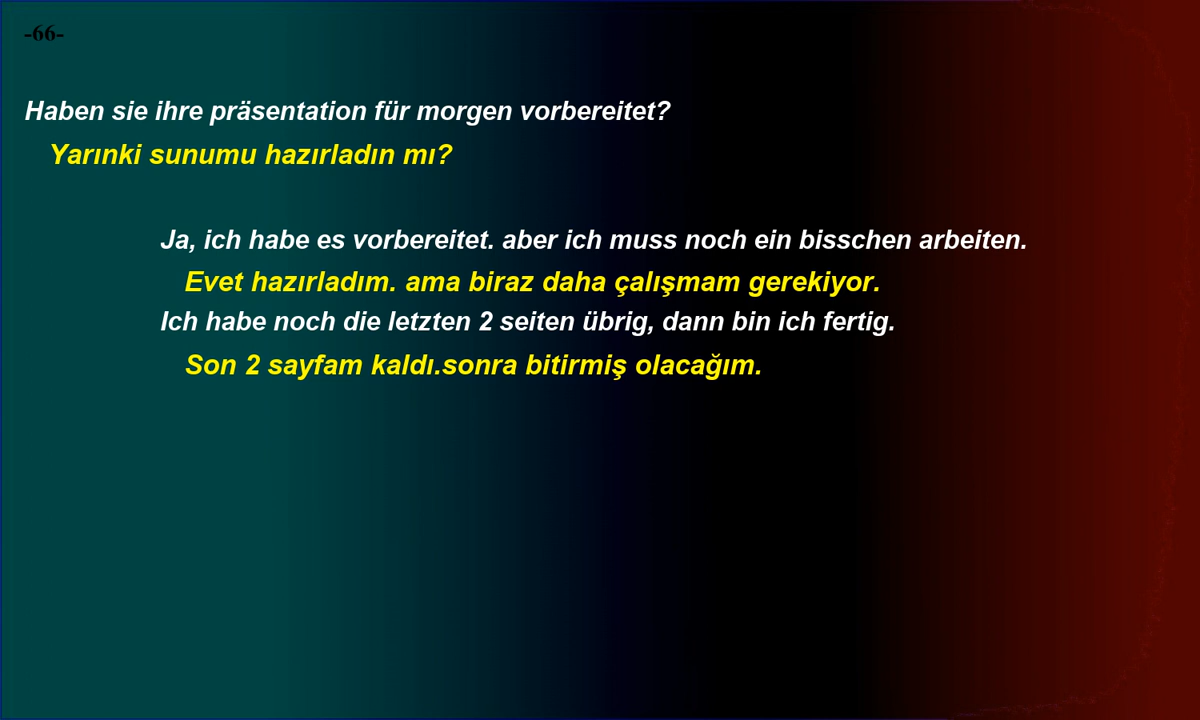 -66-
Haben sie ihre präsentation für morgen vorbereitet?
Yarınki sunumu hazırladın mı?
Ja, ich habe es vorbereitet. aber ich muss noch ein bisschen arbeiten.
Evet hazırladım. ama biraz daha çalışmam gerekiyor.
Ich habe noch die letzten 2 seiten übrig, dann bin ich fertig.
Son 2 sayfam kaldı.sonra bitirmiş olacağım.